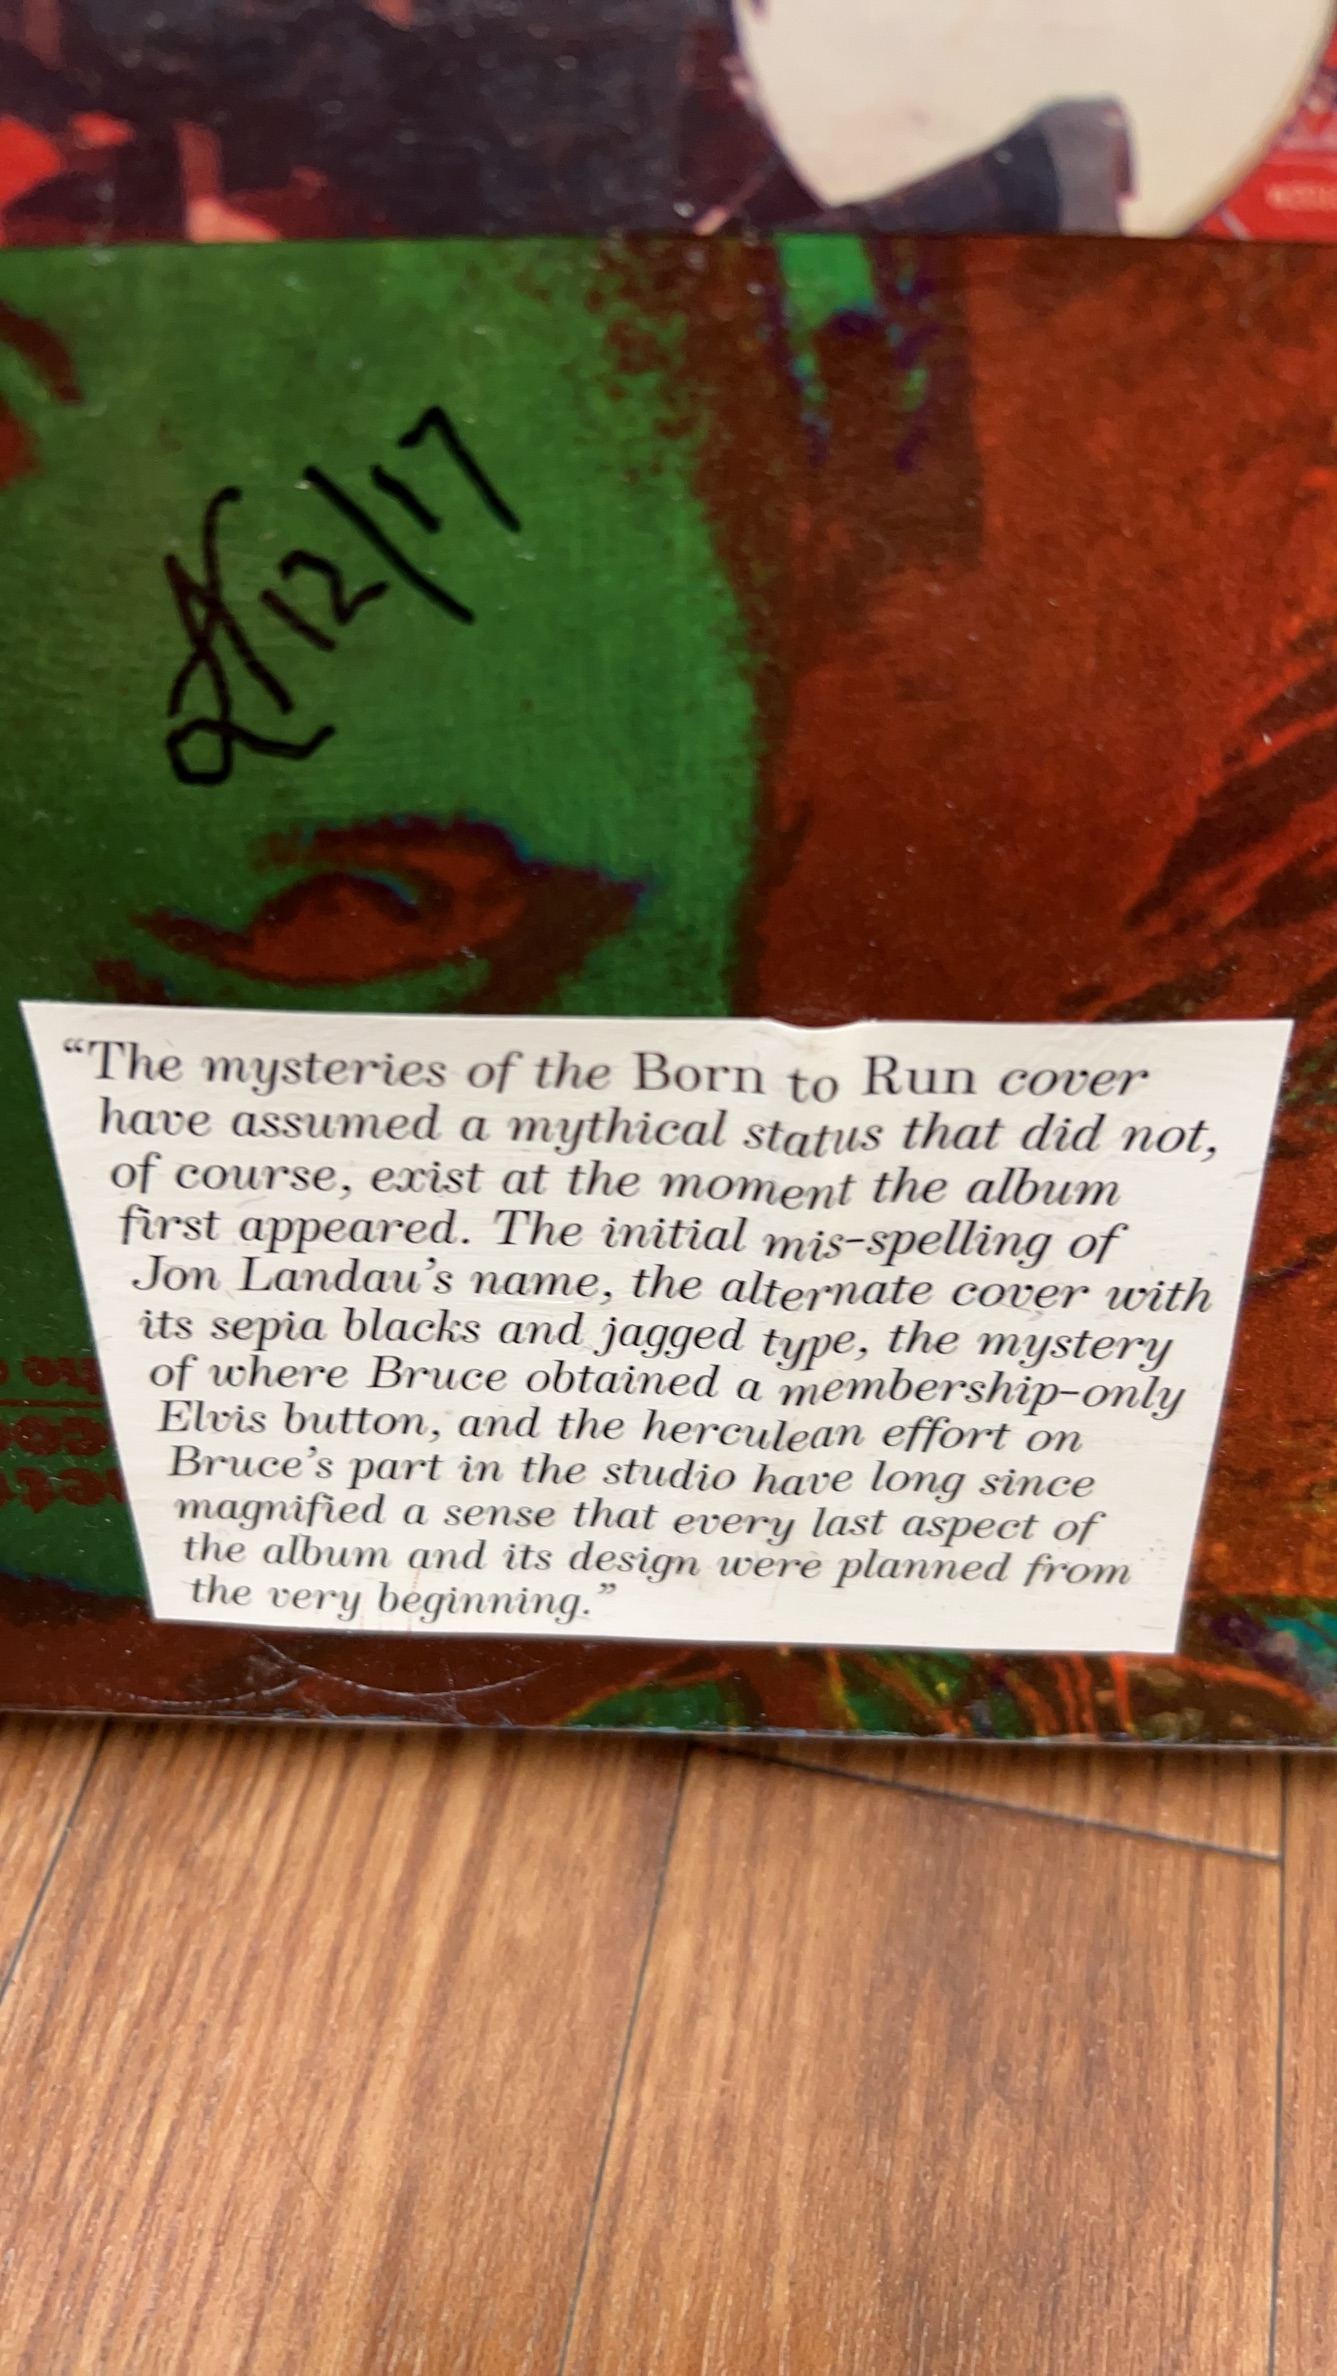 2/12/17
“The mysteries of the Born to Run cover
have assumed a mythical status that did not,
of course, exist at the moment the album
first appeared. The initial mis-spelling of
Jon Landau’s name, the alternate cover with
its sepia blacks and jagged type, the mystery
of where Bruce obtained a membership-only
Elvis button, and the herculean effort on
Bruce’s part in the studio have long since
magnified a sense that every last aspect of
the album and its design were planned from
the very beginning.”